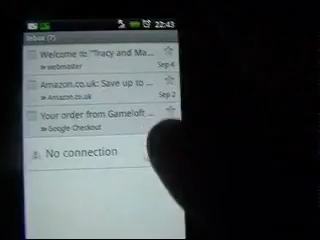 22:43
Inbox (7)
Welcome to "Tracy and Ma...
» webmaster
Sep 4
Amazon.co.uk: Save up to ...
» Amazon.co.uk
Sep 2
Your order from Gameloft ...
» Google Checkout
No connection